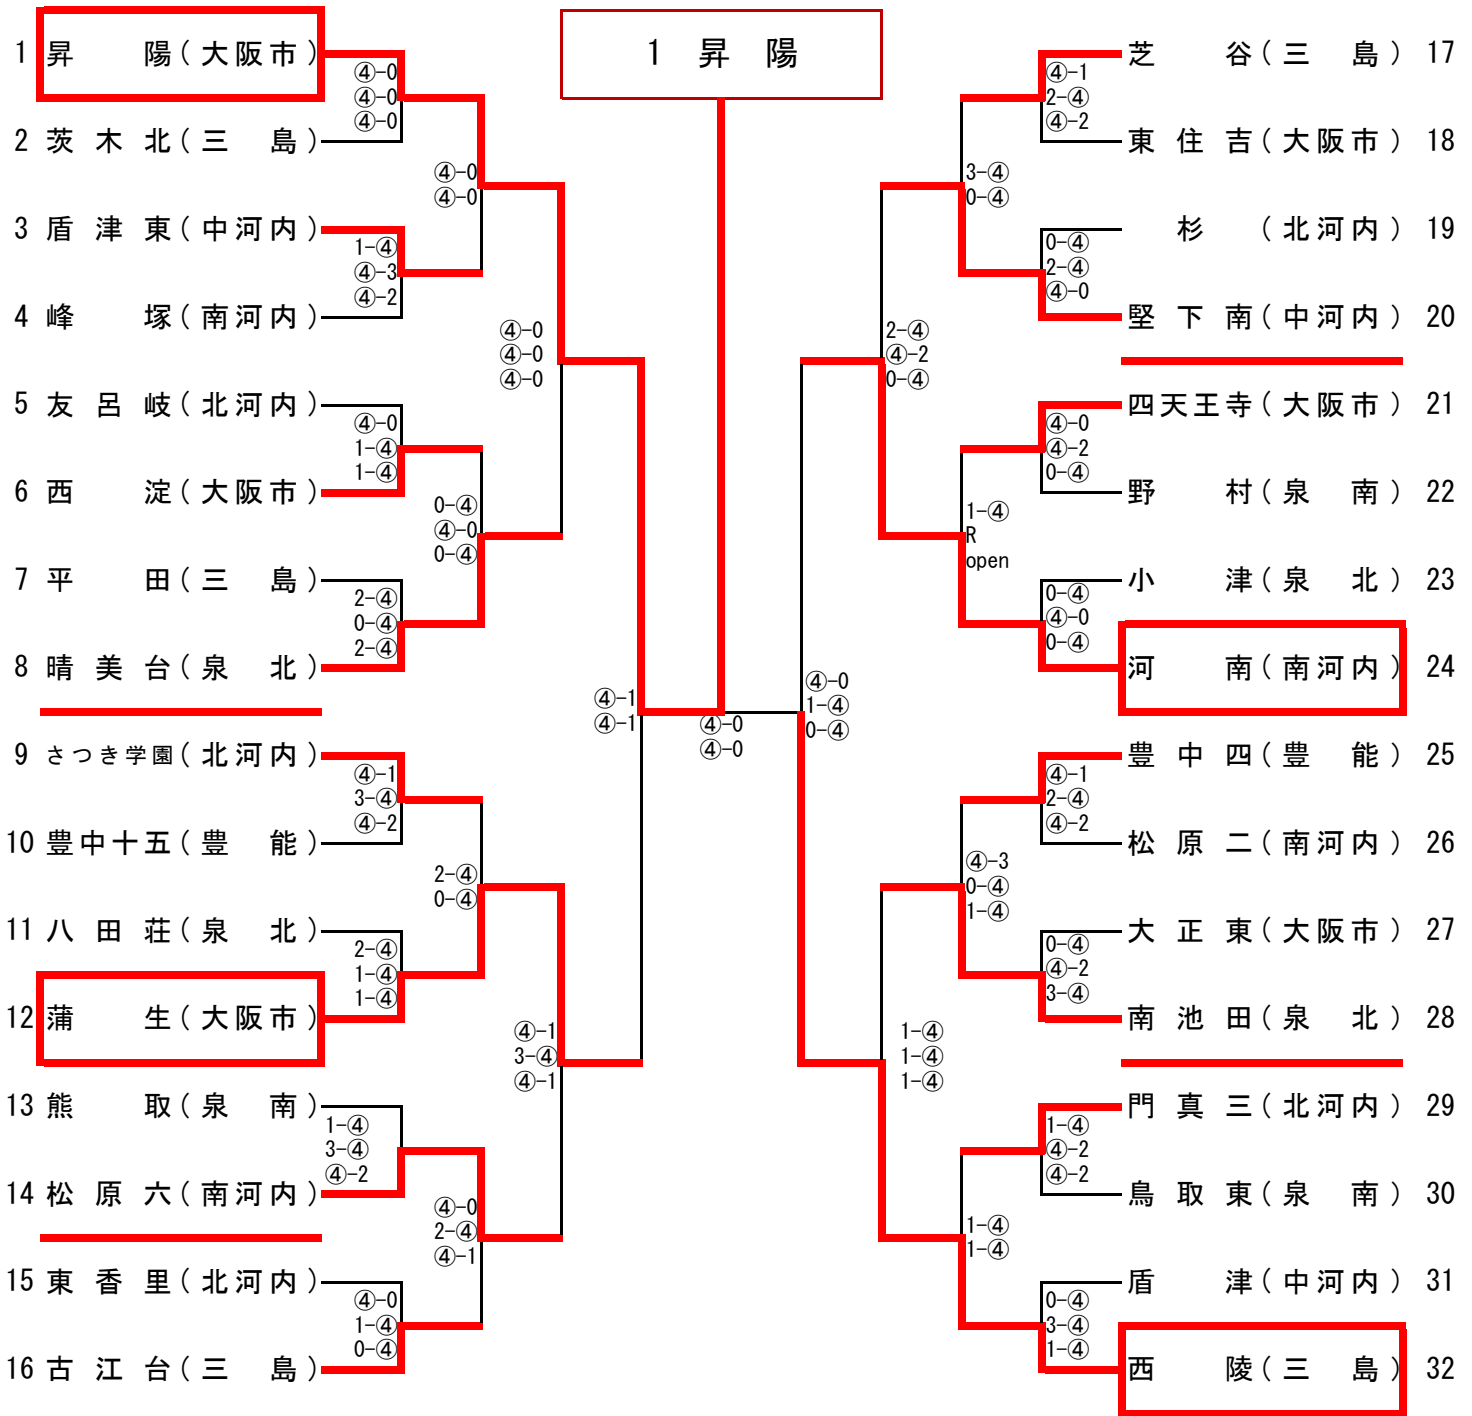 1 昇陽
1 昇陽(大阪市)
④-0
④-0
④-0
2 茨木北(三島)
④-0
④-0
3 盾津東(中河内)
1-④
④-3
④-2
4 峰塚(南河内)
④-0
④-0
④-0
5 友呂岐(北河内)
④-0
1-④
1-④
6 西淀(大阪市)
0-④
④-0
0-④
7 平田(三島)
2-④
0-④
2-④
8 晴美台(泉北)
④-1
④-1
9 さつき学園(北河内)
④-1
3-④
④-2
10 豊中十五(豊能)
2-④
0-④
11 八田荘(泉北)
2-④
1-④
1-④
12 蒲生(大阪市)
④-1
3-④
④-1
13 熊取(泉南)
1-④
3-④
④-2
14 松原六(南河内)
④-0
2-④
④-1
15 東香里(北河内)
④-0
1-④
0-④
16 古江台(三島)
④-0
④-0
芝谷(三島) 17
④-1
2-④
④-2
東住吉(大阪市) 18
3-④
0-④
杉(北河内) 19
0-④
2-④
④-0
堅下南(中河内) 20
2-④
④-2
0-④
四天王寺(大阪市) 21
④-0
④-2
0-④
野村(泉南) 22
1-④
R
open
小津(泉北) 23
0-④
④-0
0-④
河南(南河内) 24
④-0
1-④
0-④
豊中四(豊能) 25
④-1
2-④
④-2
松原二(南河内) 26
④-3
0-④
1-④
大正東(大阪市) 27
0-④
④-2
3-④
南池田(泉北) 28
1-④
1-④
1-④
門真三(北河内) 29
1-④
④-2
④-2
鳥取東(泉南) 30
1-④
1-④
盾津(中河内) 31
0-④
3-④
1-④
西陵(三島) 32